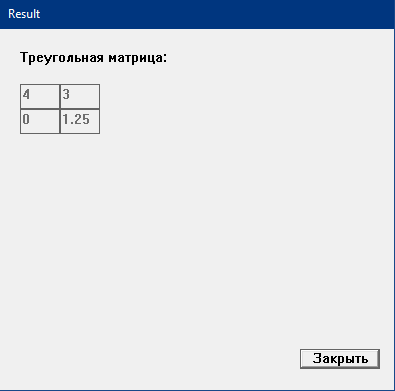 Result
Треугольная матрица:
4 3
0 1.25
Закрыть